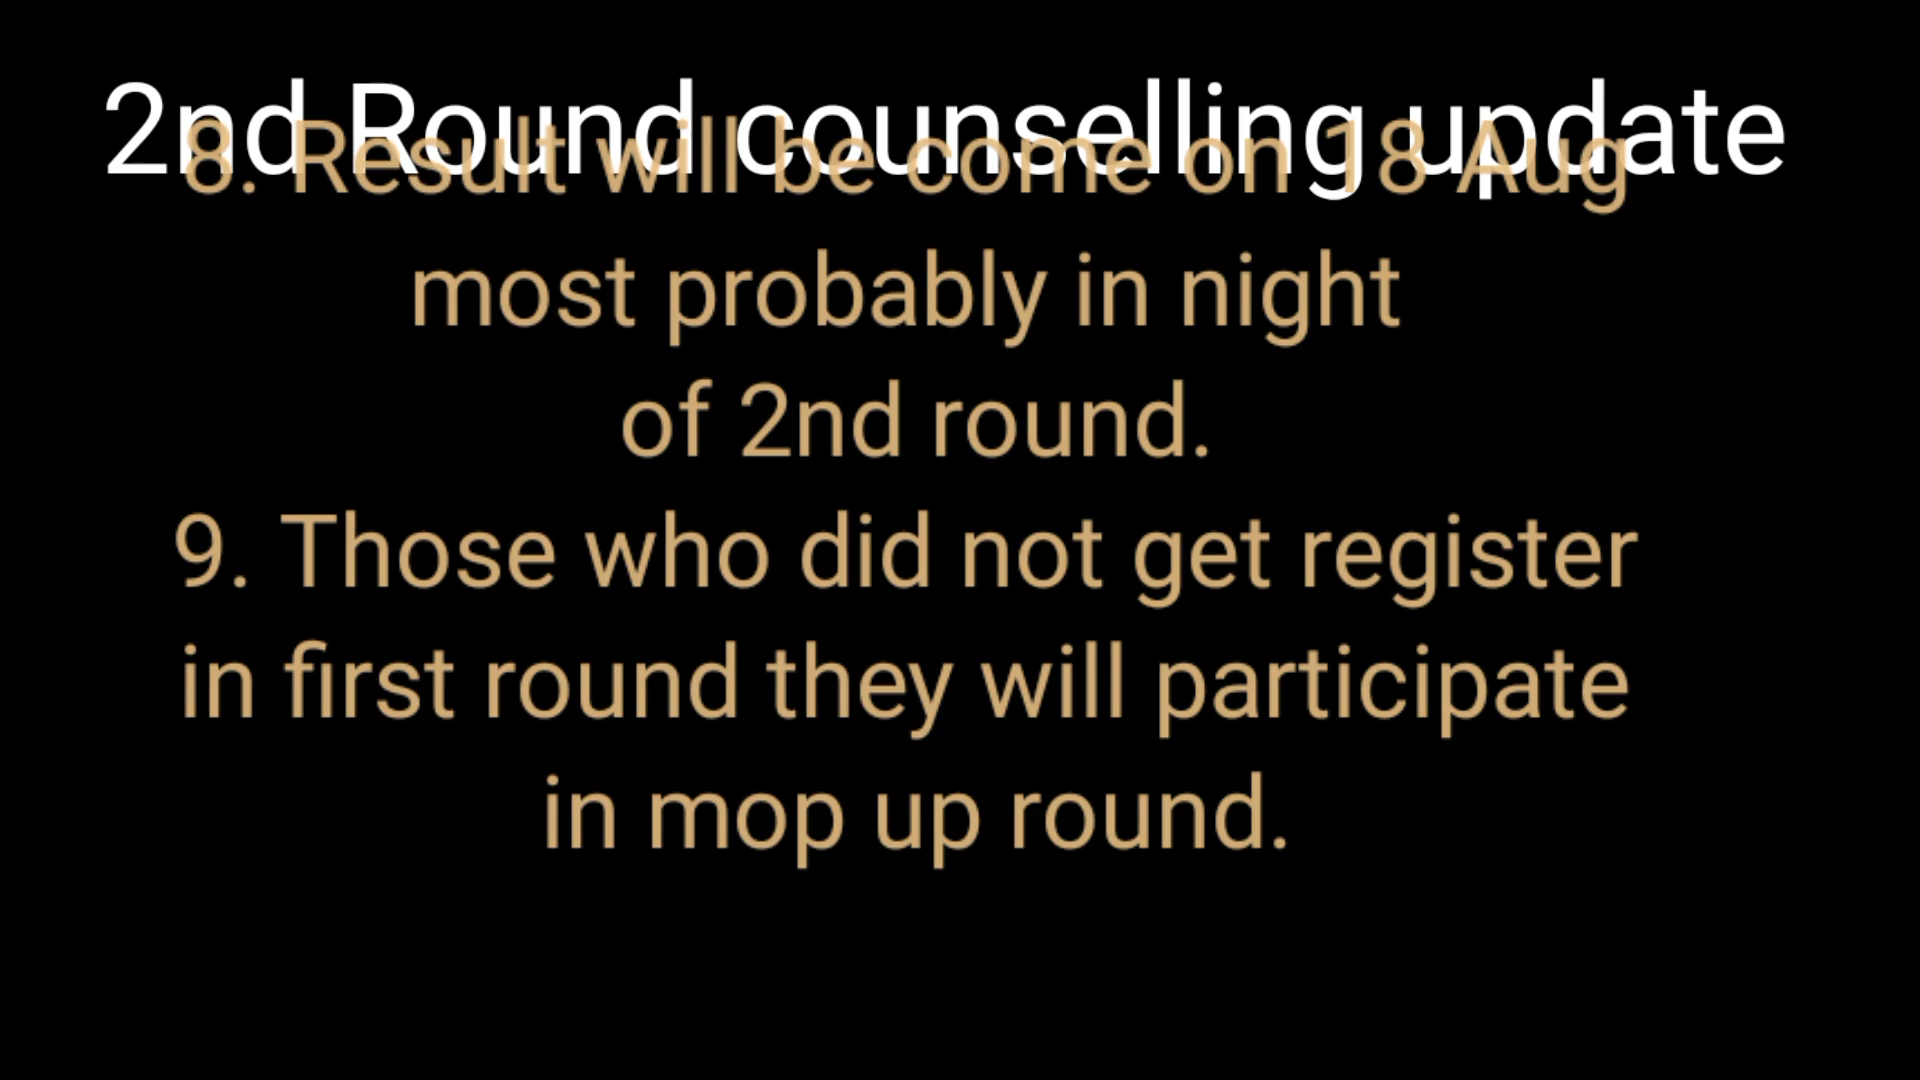 2nd Round counselling update
8. Result will be come on 18 Aug
most probably in night
of 2nd round.
9. Those who did not get register
in first round they will participate
in mop up round.